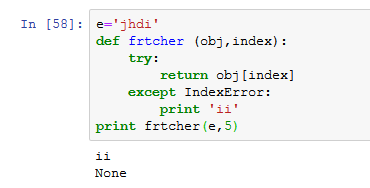 In [58]: e='jhdi'
def frtcher (obj,index):
    try:
        return obj[index]
    except IndexError:
        print 'ii'
print frtcher(e,5)
ii
None